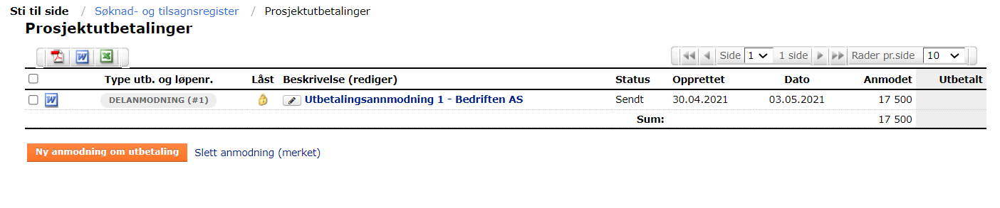 Sti til side / Søknad- og tilsagnsregister / Prosjektutbetalinger
Prosjektutbetalinger
Side 1 1 side Rader pr.side 10
Type utb. og løpenr. Låst Beskrivelse (rediger) Status Opprettet Dato Anmodet Utbetalt
DELANMODNING (#1) Utbetalingsannmodning 1 - Bedriften AS Sendt 30.04.2021 03.05.2021 17 500
Sum: 17 500
Ny anmodning om utbetaling Slett anmodning (merket)